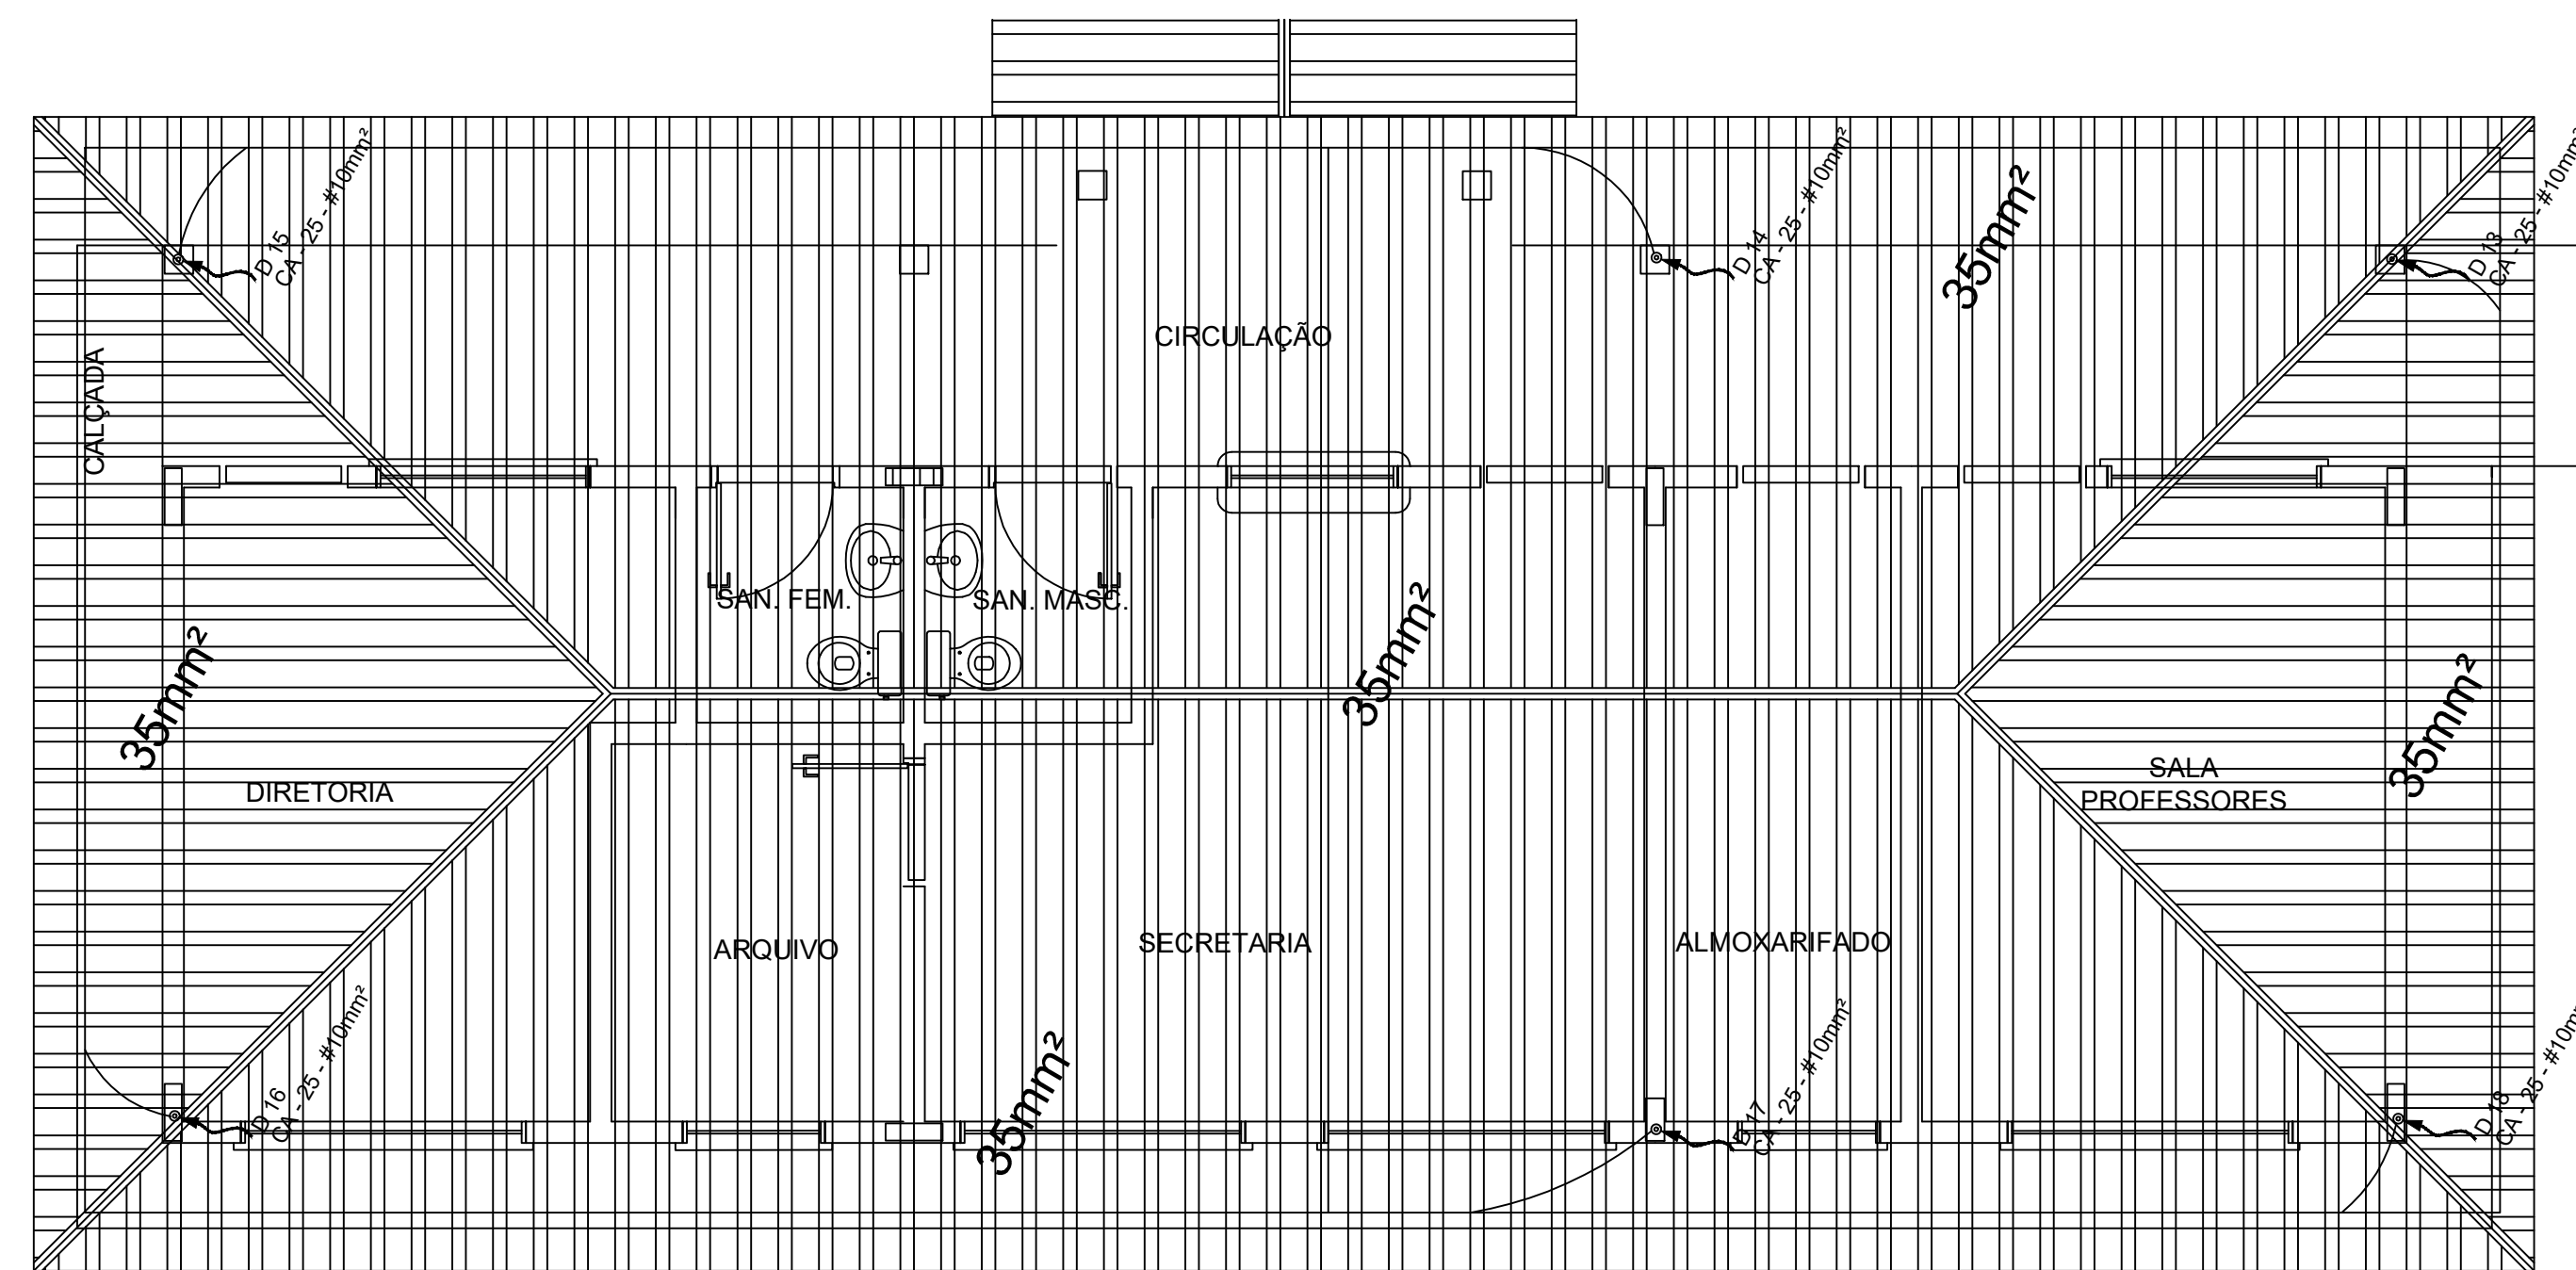 D 15
CA - 25 - #10mm²
D 14
CA - 25 - #10mm²
35mm²
D 13
CA - 25 - #10mm²
CIRCULAÇÃO
CALÇADA
SAN. FEM.
SAN. MASC.
35mm²
35mm²
35mm²
DIRETORIA
SALA
PROFESSORES
ARQUIVO
SECRETARIA
ALMOXARIFADO
D 16
CA - 25 - #10mm²
35mm²
D 17
CA - 25 - #10mm²
D 18
CA - 25 - #10mm